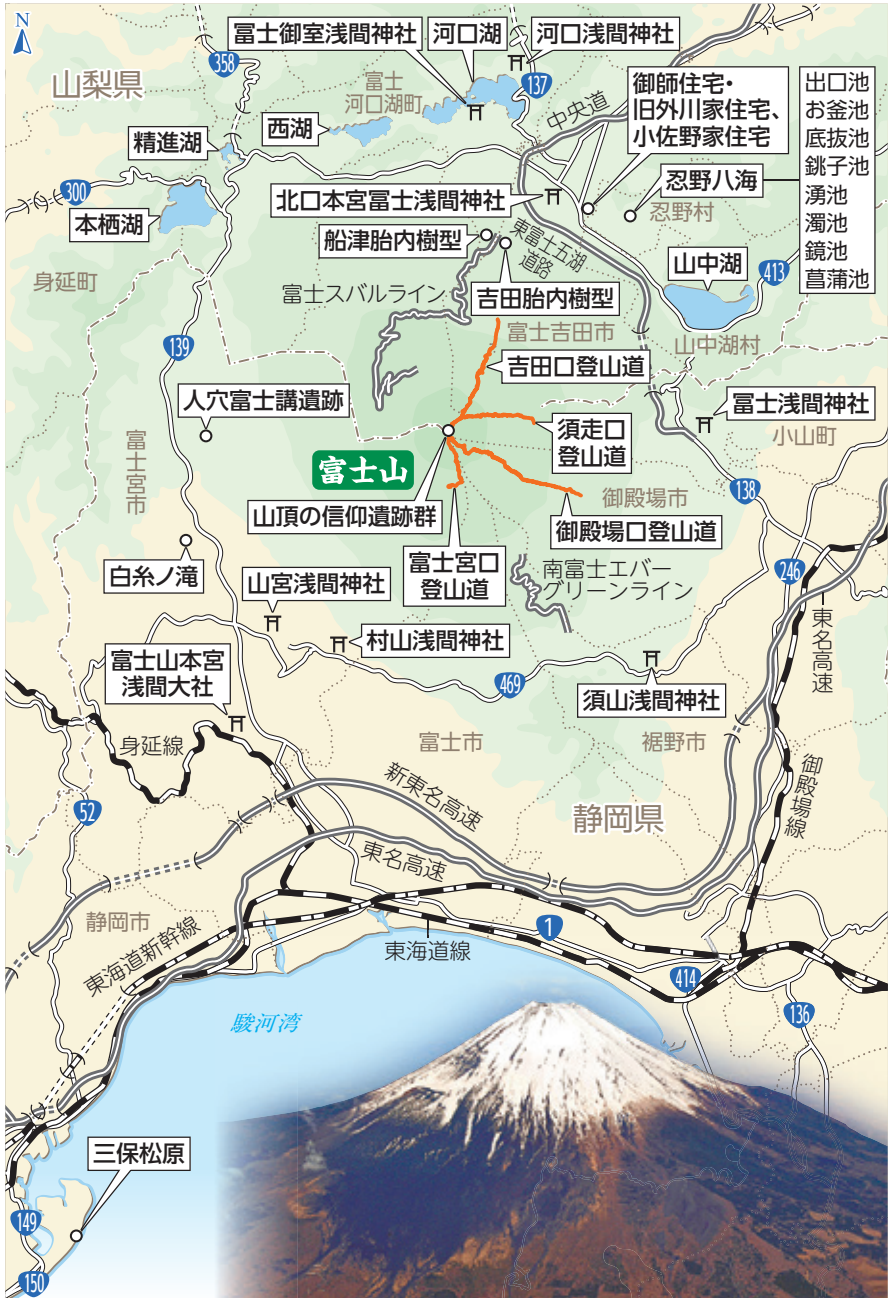 N
山梨県
358
富士御室浅間神社
河口湖
河口浅間神社
137
富士
河口湖町
中央道
御師住宅・
旧外川家住宅、
小佐野家住宅
出口池
お釜池
底抜池
銚子池
湧池
濁池
鏡池
菖蒲池
精進湖
西湖
300
本栖湖
北口本宮冨士浅間神社
忍野八海
忍野村
船津胎内樹型
東富士五湖
道路
山中湖
413
身延町
富士スバルライン
吉田胎内樹型
富士吉田市
山中湖村
139
吉田口登山道
人穴富士講遺跡
冨士浅間神社
須走口
登山道
小山町
富士宮市
富士山
138
山頂の信仰遺跡群
御殿場市
御殿場口登山道
富士宮口
登山道
白糸ノ滝
南富士エバー
グリーンライン
246
山宮浅間神社
東名高速
村山浅間神社
富士山本宮
浅間大社
469
須山浅間神社
身延線
富士市
裾野市
御殿場線
52
新東名高速
静岡県
東名高速
静岡市
東海道新幹線
1
東海道線
414
136
駿河湾
三保松原
149
150